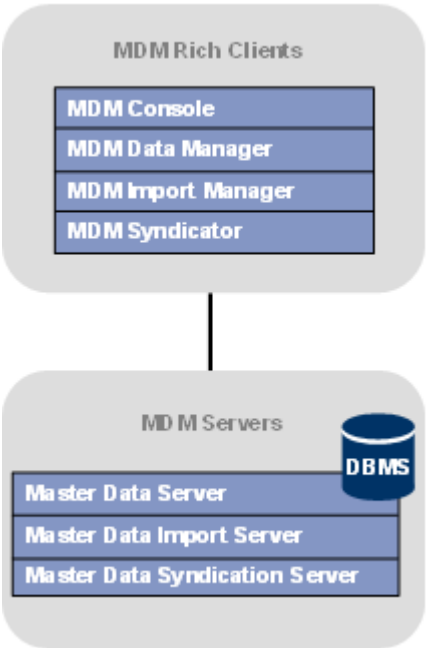 MDM Rich Clients
MDM Console
MDM Data Manager
MDM Import Manager
MDM Syndicator
MDM Servers
DBMS
Master Data Server
Master Data Import Server
Master Data Syndication Server